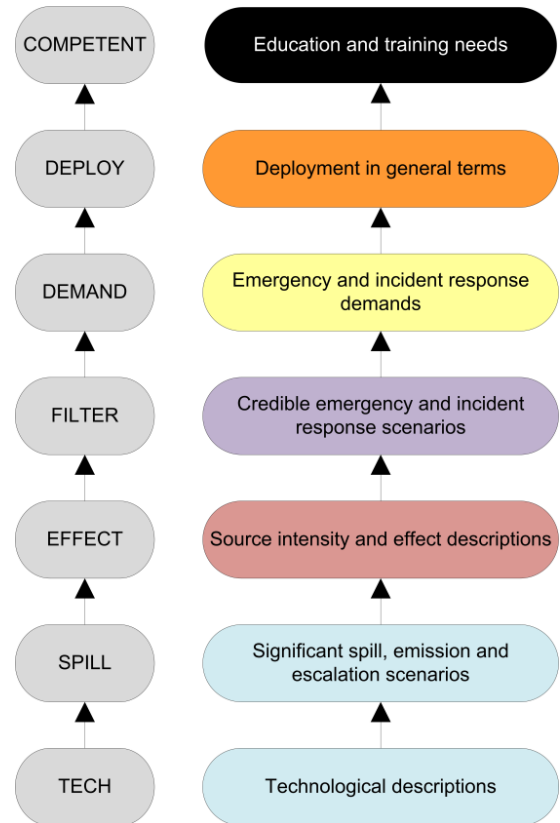 COMPETENT
Education and training needs
DEPLOY
Deployment in general terms
DEMAND
Emergency and incident response
demands
FILTER
Credible emergency and incident
response scenarios
EFFECT
Source intensity and effect descriptions
SPILL
Significant spill, emission and
escalation scenarios
TECH
Technological descriptions